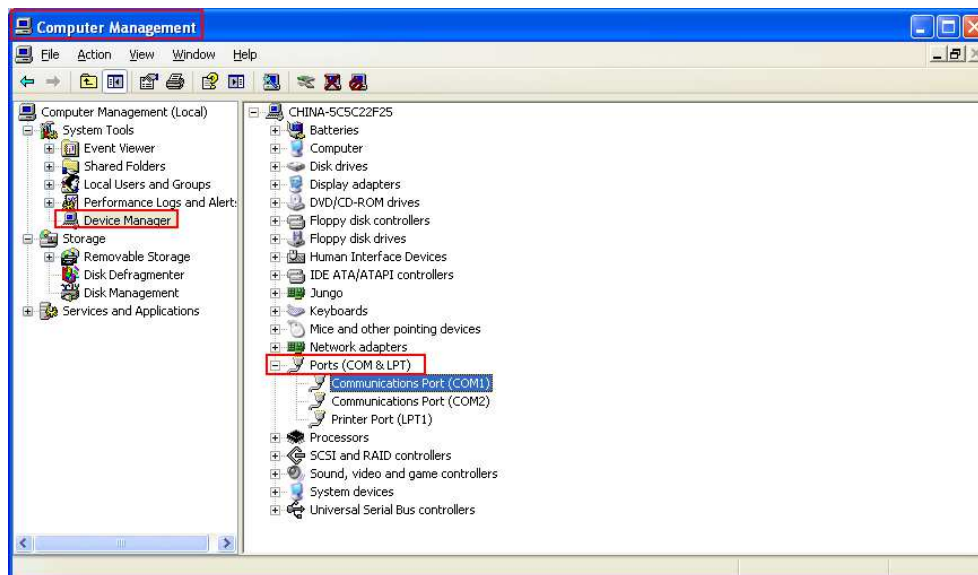 Computer Management
File Action View Window Help
Computer Management (Local)
System Tools
Event Viewer
Shared Folders
Local Users and Groups
Performance Logs and Alert:
Device Manager
Storage
Removable Storage
Disk Defragmenter
Disk Management
Services and Applications
CHINA-5C5C22F25
Batteries
Computer
Disk drives
Display adapters
DVD/CD-ROM drives
Floppy disk controllers
Floppy disk drives
Human Interface Devices
IDE ATA/ATAPI controllers
Jungo
Keyboards
Mice and other pointing devices
Network adapters
Ports (COM & LPT)
Communications Port (COM1)
Communications Port (COM2)
Printer Port (LPT1)
Processors
SCSI and RAID controllers
Sound, video and game controllers
System devices
Universal Serial Bus controllers